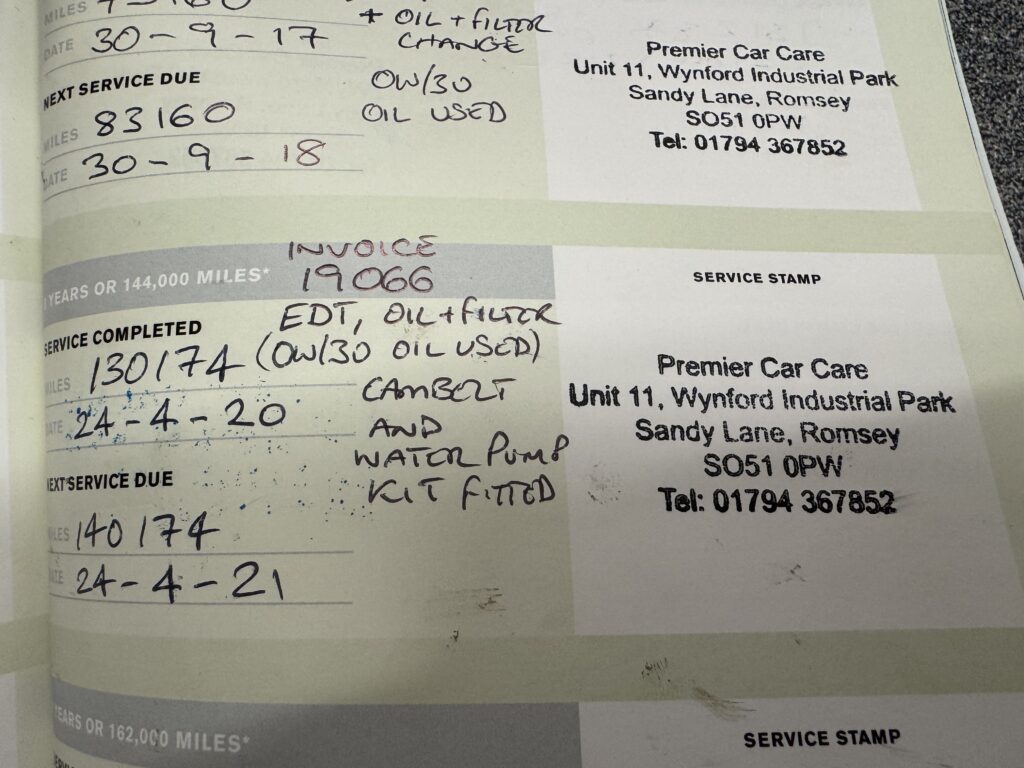 MILES
+ OIL + FILTER
DATE 30 - 9 - 17
CHANGE
NEXT SERVICE DUE
0W/30
MILES 83160
OIL USED
DATE 30 - 9 - 18
Premier Car Care
Unit 11, Wynford Industrial Park
Sandy Lane, Romsey
SO51 0PW
Tel: 01794 367852
INVOICE
YEARS OR 144,000 MILES*
19066
SERVICE COMPLETED
EDT, OIL + FILTER
MILES 130174 (0W/30 OIL USED)
CAMBELT
DATE 24 - 4 - 20
AND
WATER PUMP
NEXT SERVICE DUE
KIT FITTED
MILES 140174
DATE 24 - 4 - 21
SERVICE STAMP
Premier Car Care
Unit 11, Wynford Industrial Park
Sandy Lane, Romsey
SO51 0PW
Tel: 01794 367852
YEARS OR 162,000 MILES*
SERVICE STAMP